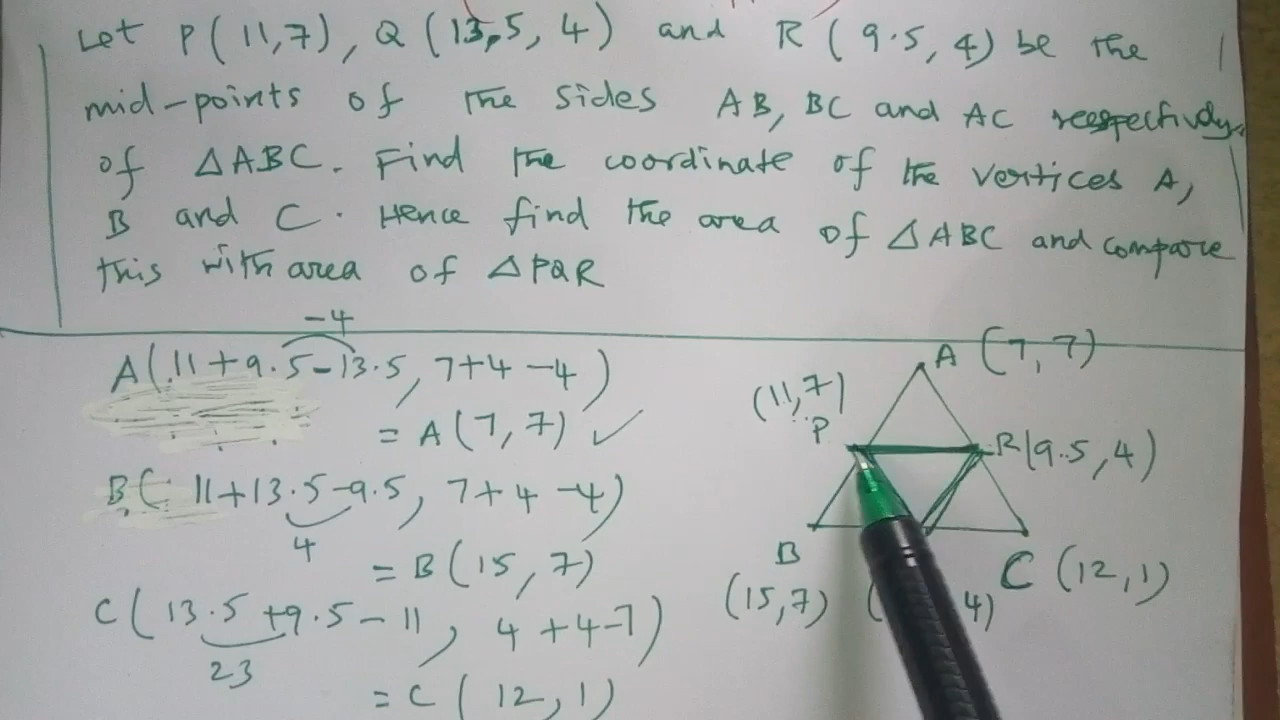 Let P(11,7), Q(13.5, 4) and R(9.5, 4) be the
mid-points of the sides AB, BC and AC respectively
of △ABC. Find the coordinate of the vertices A,
B and C. Hence find the area of △ABC and compare
this with area of △PQR
-4
A(11+9.5-13.5, 7+4-4)
= A(7,7) ✓
B(11+13.5-9.5, 7+4-4)
4
= B(15,7)
C(13.5+9.5-11, 4+4-7)
23
= C(12,1)
A (7,7)
(11,7)
P
R(9.5,4)
B
C (12,1)
(15,7) ( 4)